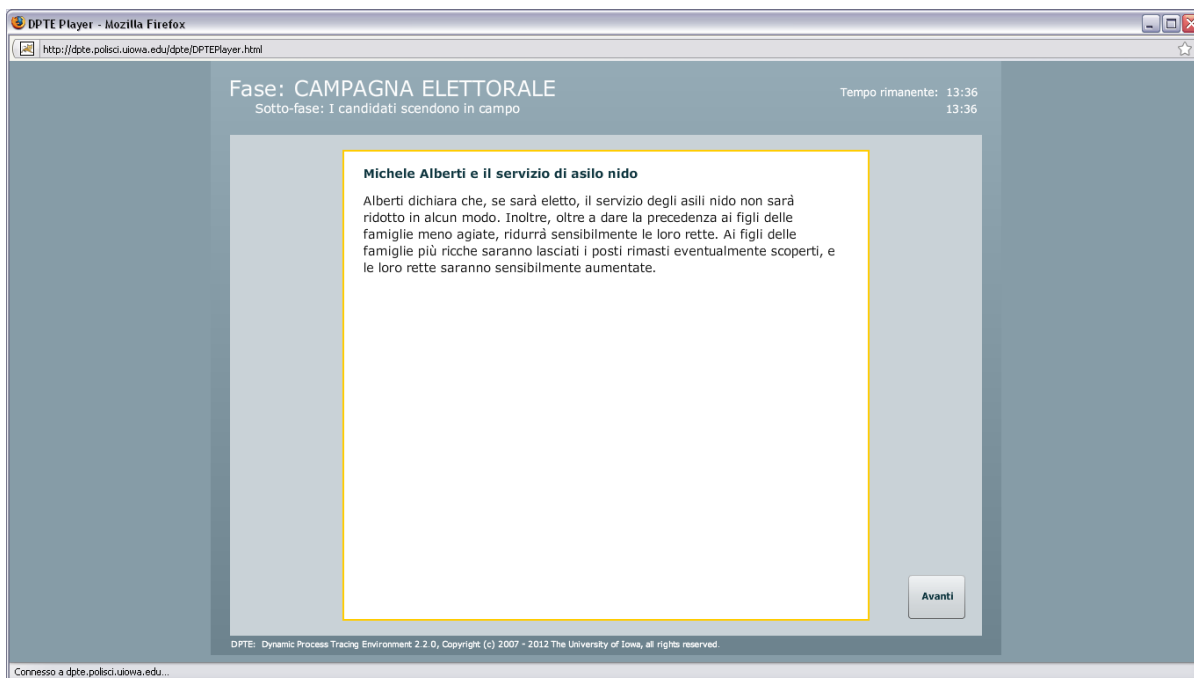 DPTE Player - Mozilla Firefox
http://dpte.polisci.uiowa.edu/dpte/DPTEPlayer.html
Fase: CAMPAGNA ELETTORALE
Sotto-fase: I candidati scendono in campo
Tempo rimanente: 13:36
13:36
Michele Alberti e il servizio di asilo nido
Alberti dichiara che, se sarà eletto, il servizio degli asili nido non sarà
ridotto in alcun modo. Inoltre, oltre a dare la precedenza ai figli delle
famiglie meno agiate, ridurrà sensibilmente le loro rette. Ai figli delle
famiglie più ricche saranno lasciati i posti rimasti eventualmente scoperti, e
le loro rette saranno sensibilmente aumentate.
Avanti
DPTE: Dynamic Process Tracing Environment 2.2.0, Copyright (c) 2007 - 2012 The University of Iowa, all rights reserved.
Connesso a dpte.polisci.uiowa.edu...